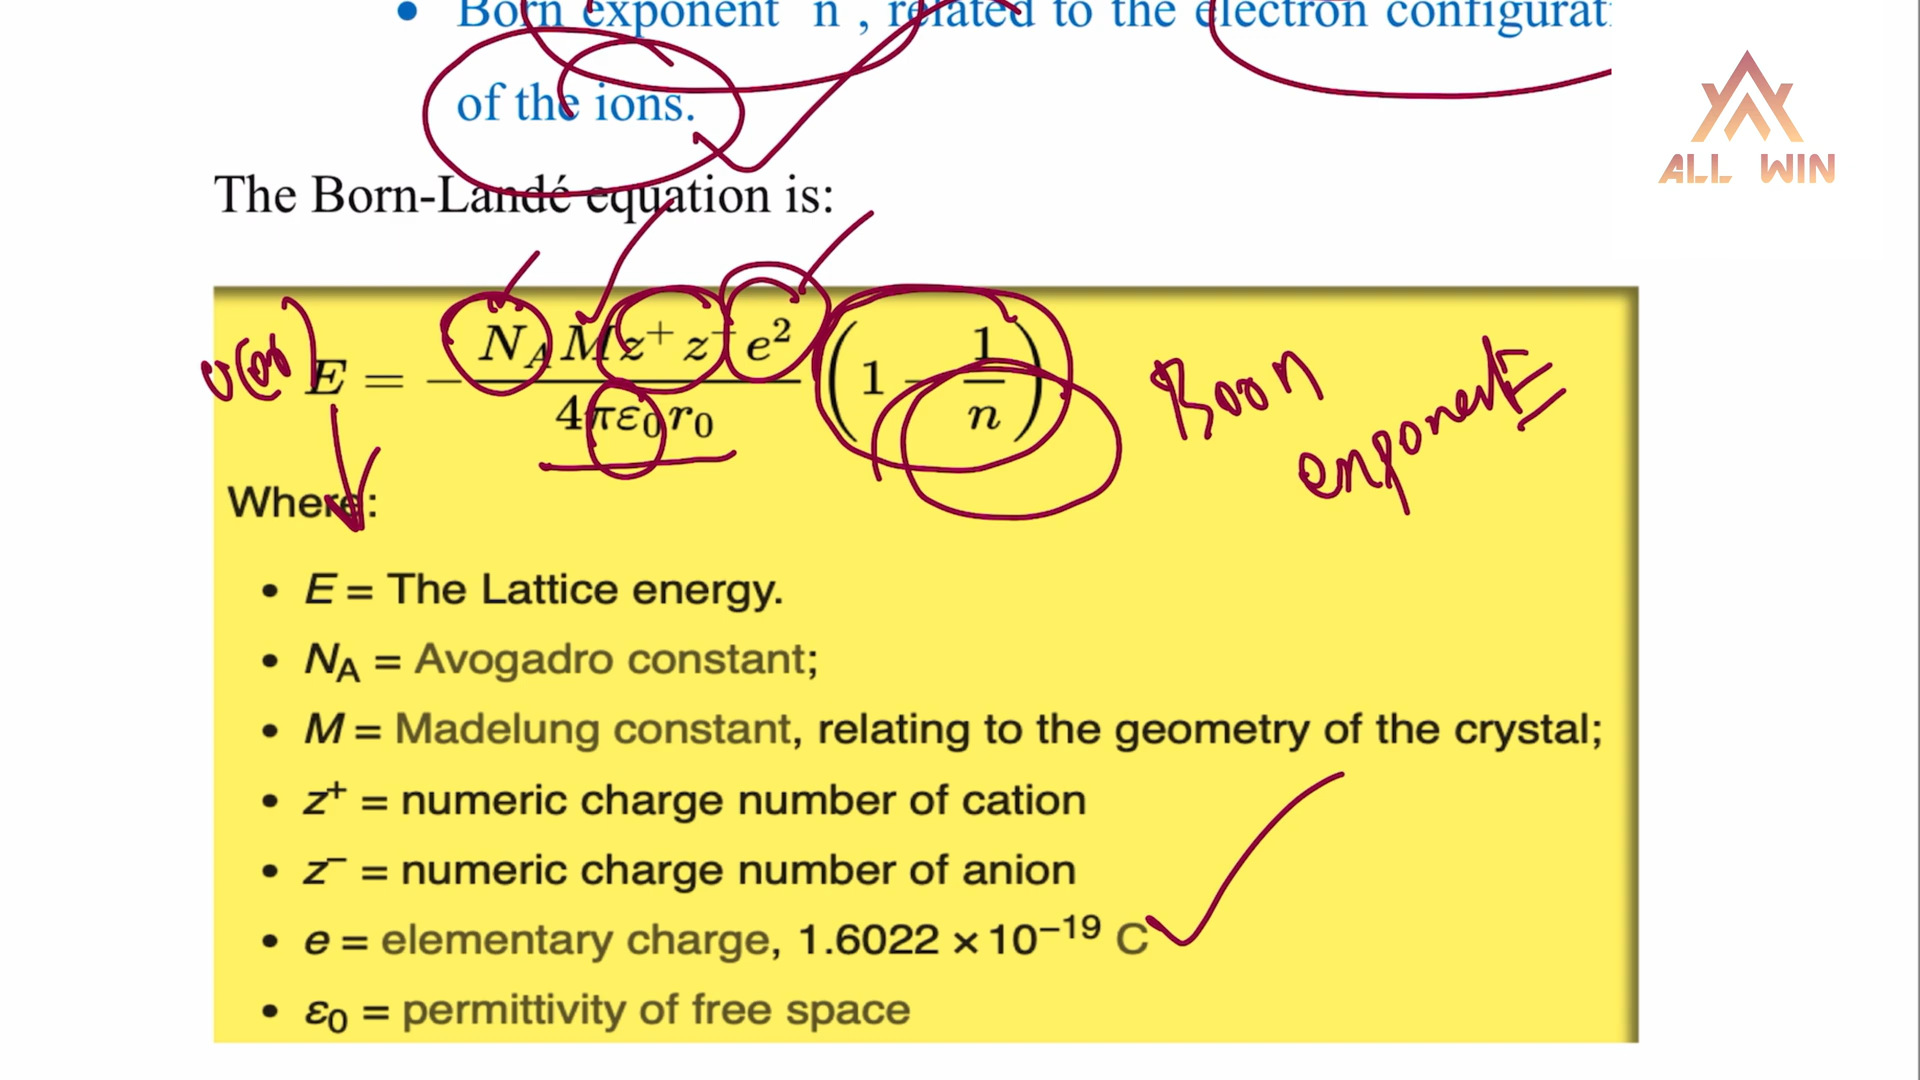 • Born exponent 'n', related to the electron configurat
of the ions.
ALL WIN
The Born-Landé equation is:
U(or) E = − N_A M z⁺ z⁻ e² / 4πε₀r₀ (1 − 1/n)
Boon
exponent
Where:
• E = The Lattice energy.
• N_A = Avogadro constant;
• M = Madelung constant, relating to the geometry of the crystal;
• z⁺ = numeric charge number of cation
• z⁻ = numeric charge number of anion
• e = elementary charge, 1.6022 × 10⁻¹⁹ C
• ε₀ = permittivity of free space